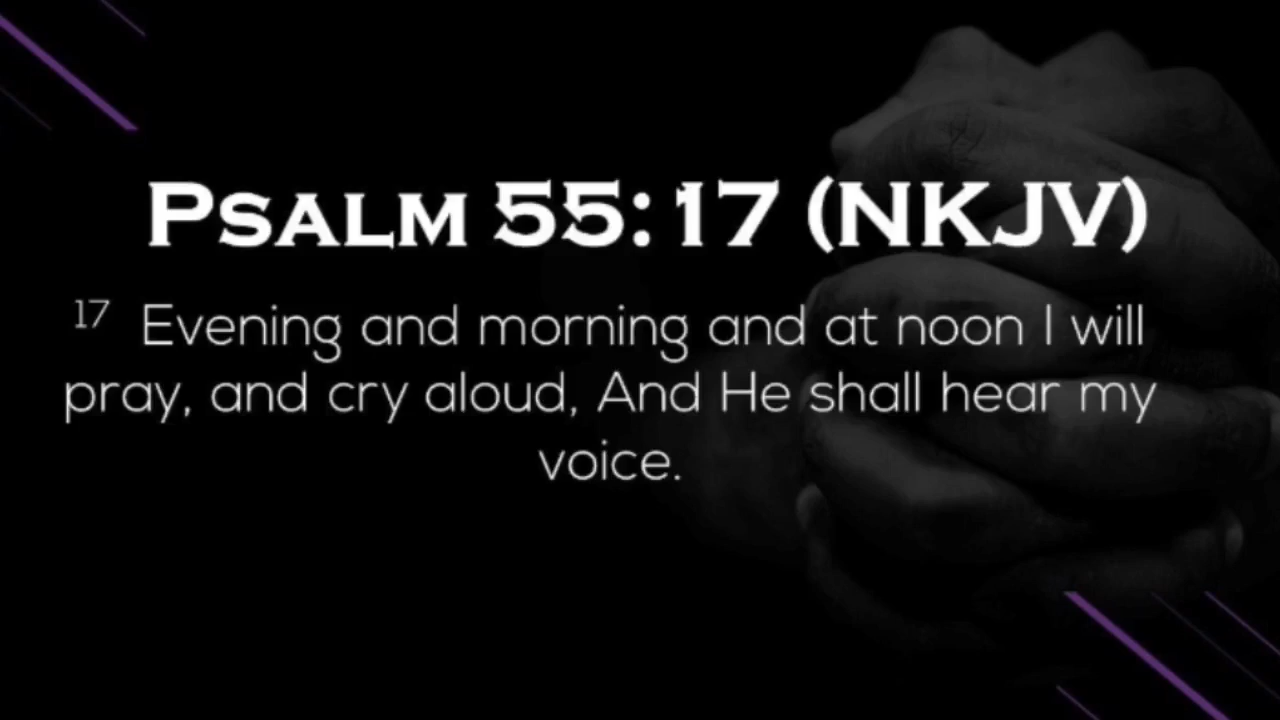 Psalm 55:17 (NKJV)
17 Evening and morning and at noon I will
pray, and cry aloud, And He shall hear my
voice.